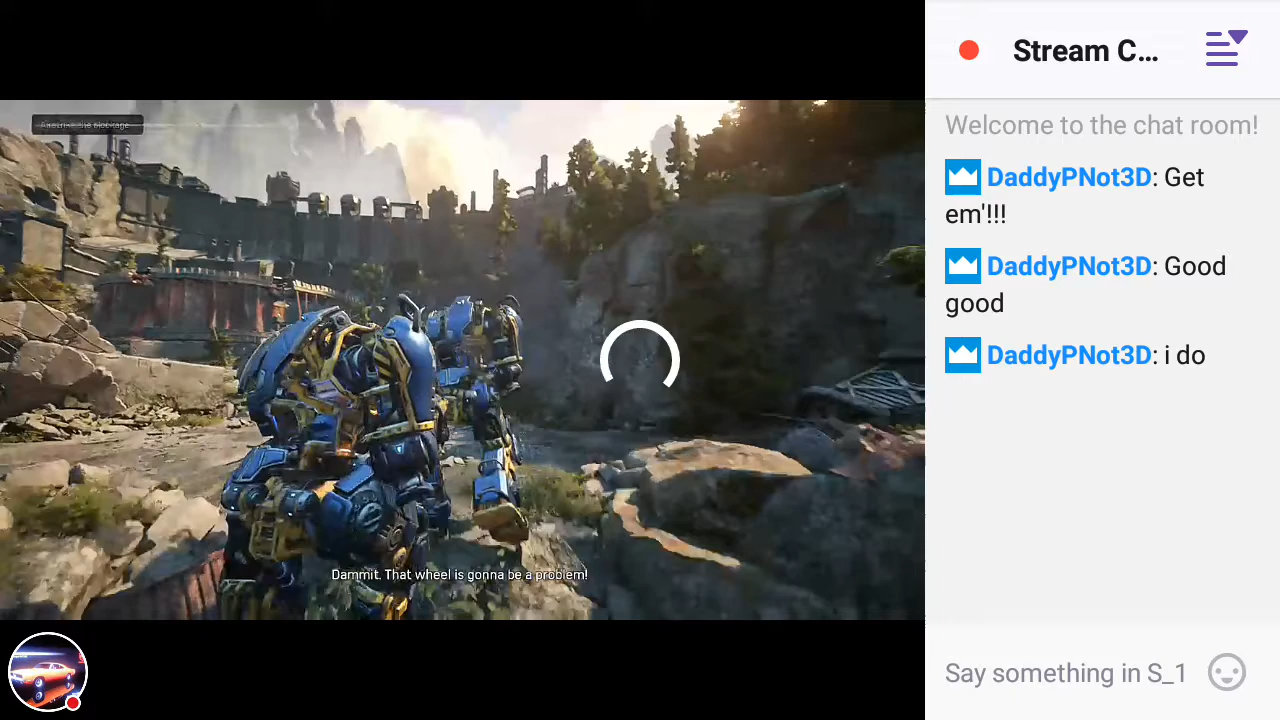 Stream C...
Welcome to the chat room!
DaddyPNot3D: Get
em'!!!
DaddyPNot3D: Good
good
DaddyPNot3D: i do
Dammit. That wheel is gonna be a problem!
Say something in S_1